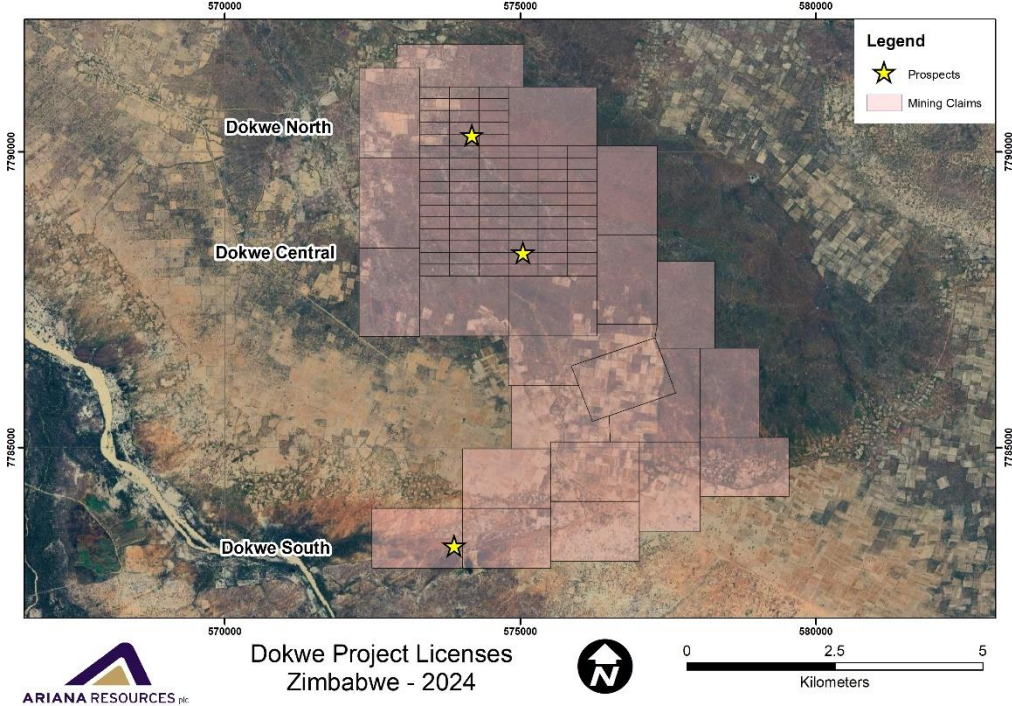 570000
575000
580000
Legend
Prospects
Mining Claims
Dokwe North
7790000
7790000
Dokwe Central
7785000
7785000
Dokwe South
570000
575000
580000
ARIANA RESOURCES plc
Dokwe Project Licenses
Zimbabwe - 2024
N
0
2.5
5
Kilometers